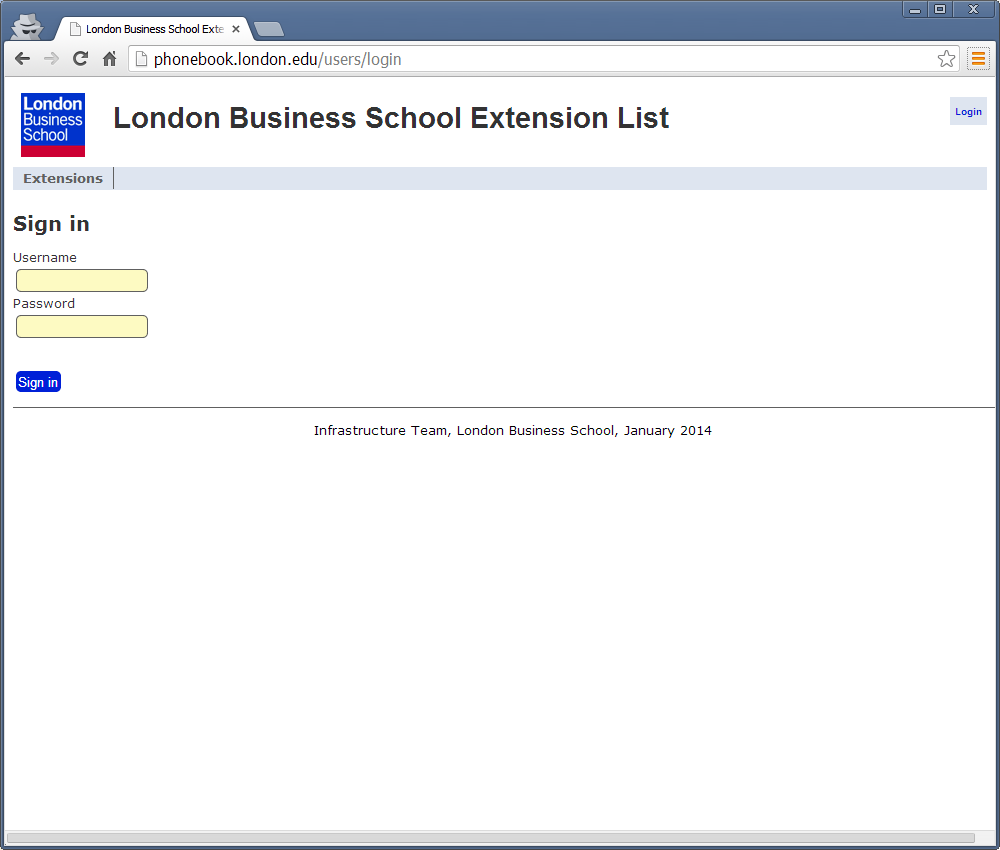 London Business School Exte
phonebook.london.edu/users/login
London
Business
School
London Business School Extension List
Login
Extensions
Sign in
Username
Password
Sign in
Infrastructure Team, London Business School, January 2014